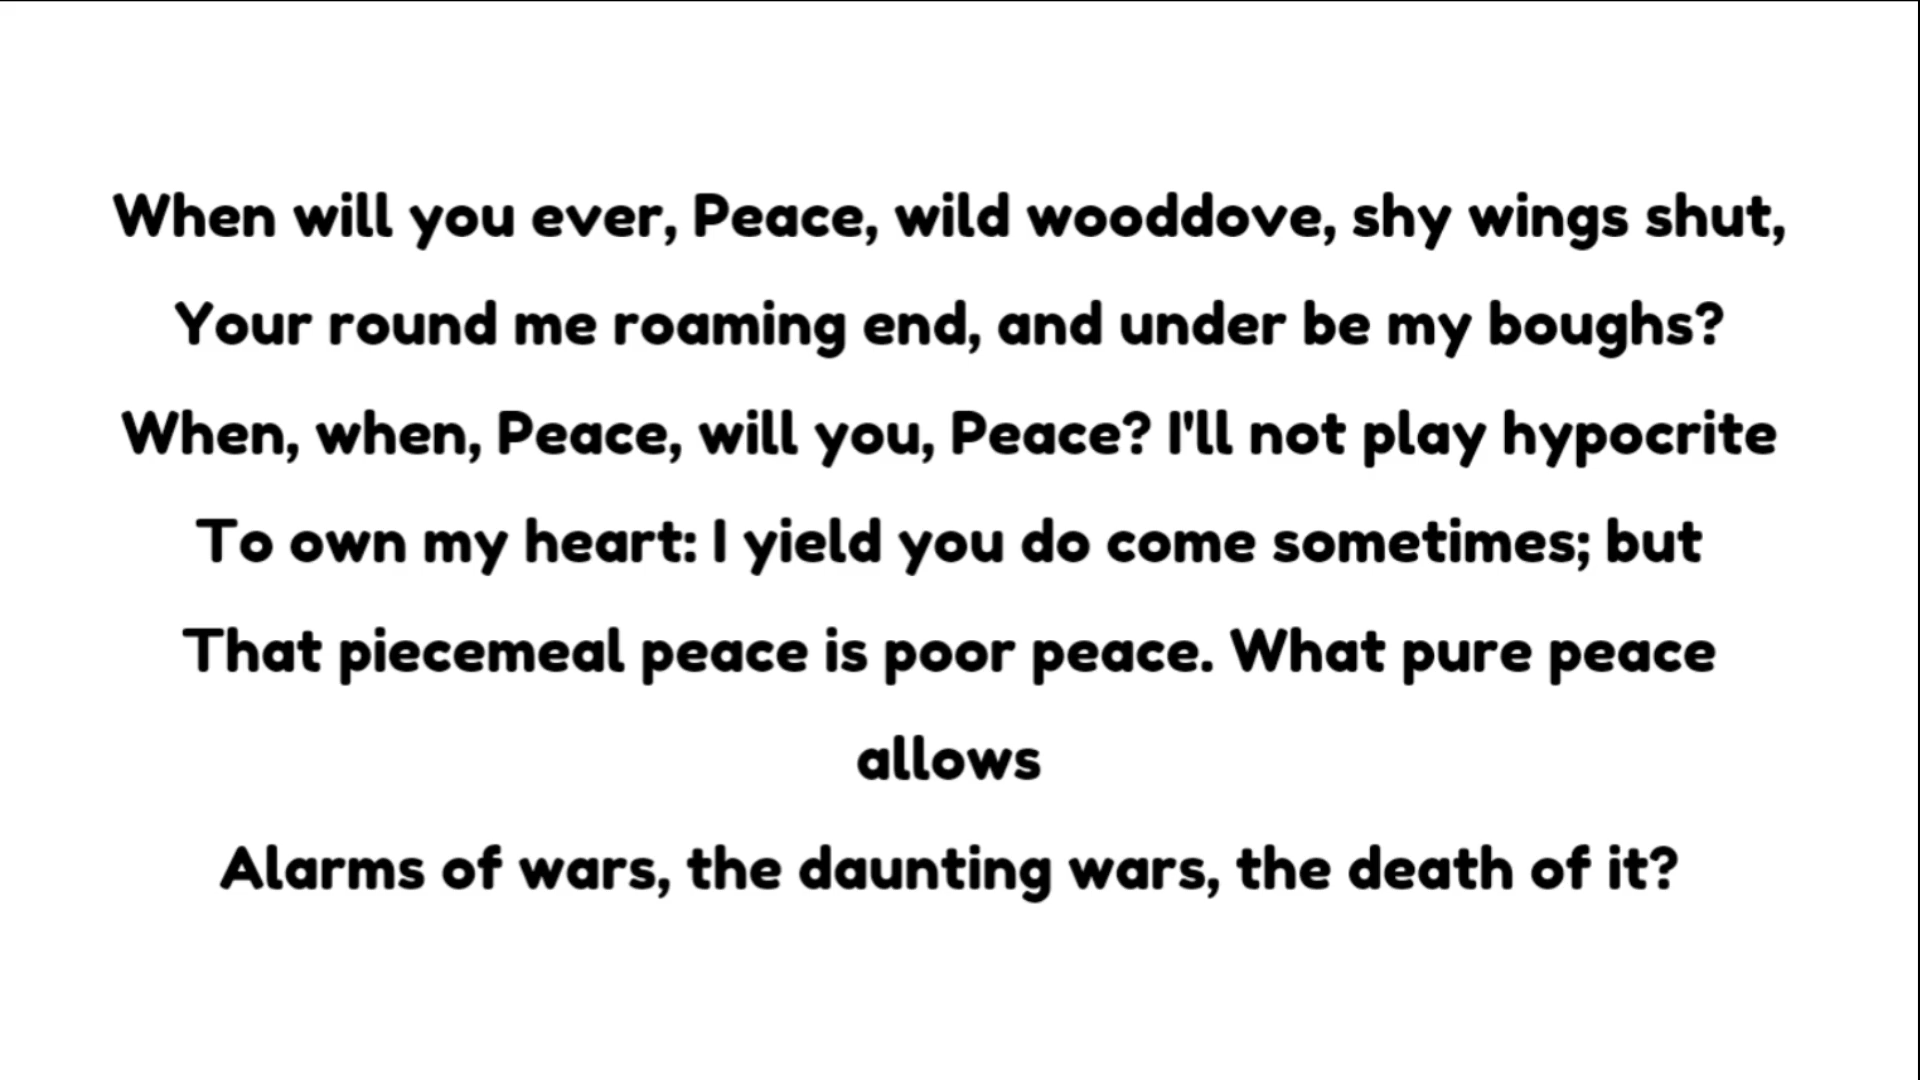 When will you ever, Peace, wild wooddove, shy wings shut,
Your round me roaming end, and under be my boughs?
When, when, Peace, will you, Peace? I'll not play hypocrite
To own my heart: I yield you do come sometimes; but
That piecemeal peace is poor peace. What pure peace
allows
Alarms of wars, the daunting wars, the death of it?